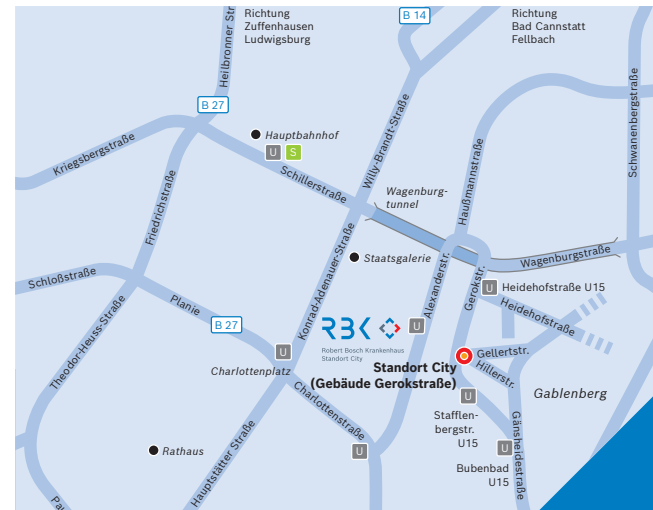 Richtung
Zuffenhausen
Ludwigsburg
B 14
Richtung
Bad Cannstatt
Fellbach
Heilbronner Str
B 27
Hauptbahnhof
U S
Kriegsbergstraße
Schillerstraße
Willy-Brandt-Straße
Wagenburg-
tunnel
Haußmannstraße
Schwanenbergstraße
Friedrichstraße
Konrad-Adenauer-Straße
Staatsgalerie
Wagenburgstraße
Schloßstraße
Planie
B 27
Alexanderstr.
Gerokstr.
U Heidehofstraße U15
Heidehofstraße
Theodor-Heuss-Straße
RBK
U
Robert Bosch Krankenhaus
Standort City
U
Charlottenplatz
Standort City
(Gebäude Gerokstraße)
Gellertstr.
Hillerstr.
Gablenberg
Charlottenstraße
U
Stafflen-
bergstr.
U15
Gänsheidestraße
Rathaus
Hauptstätter Straße
U
U
Bubenbad
U15